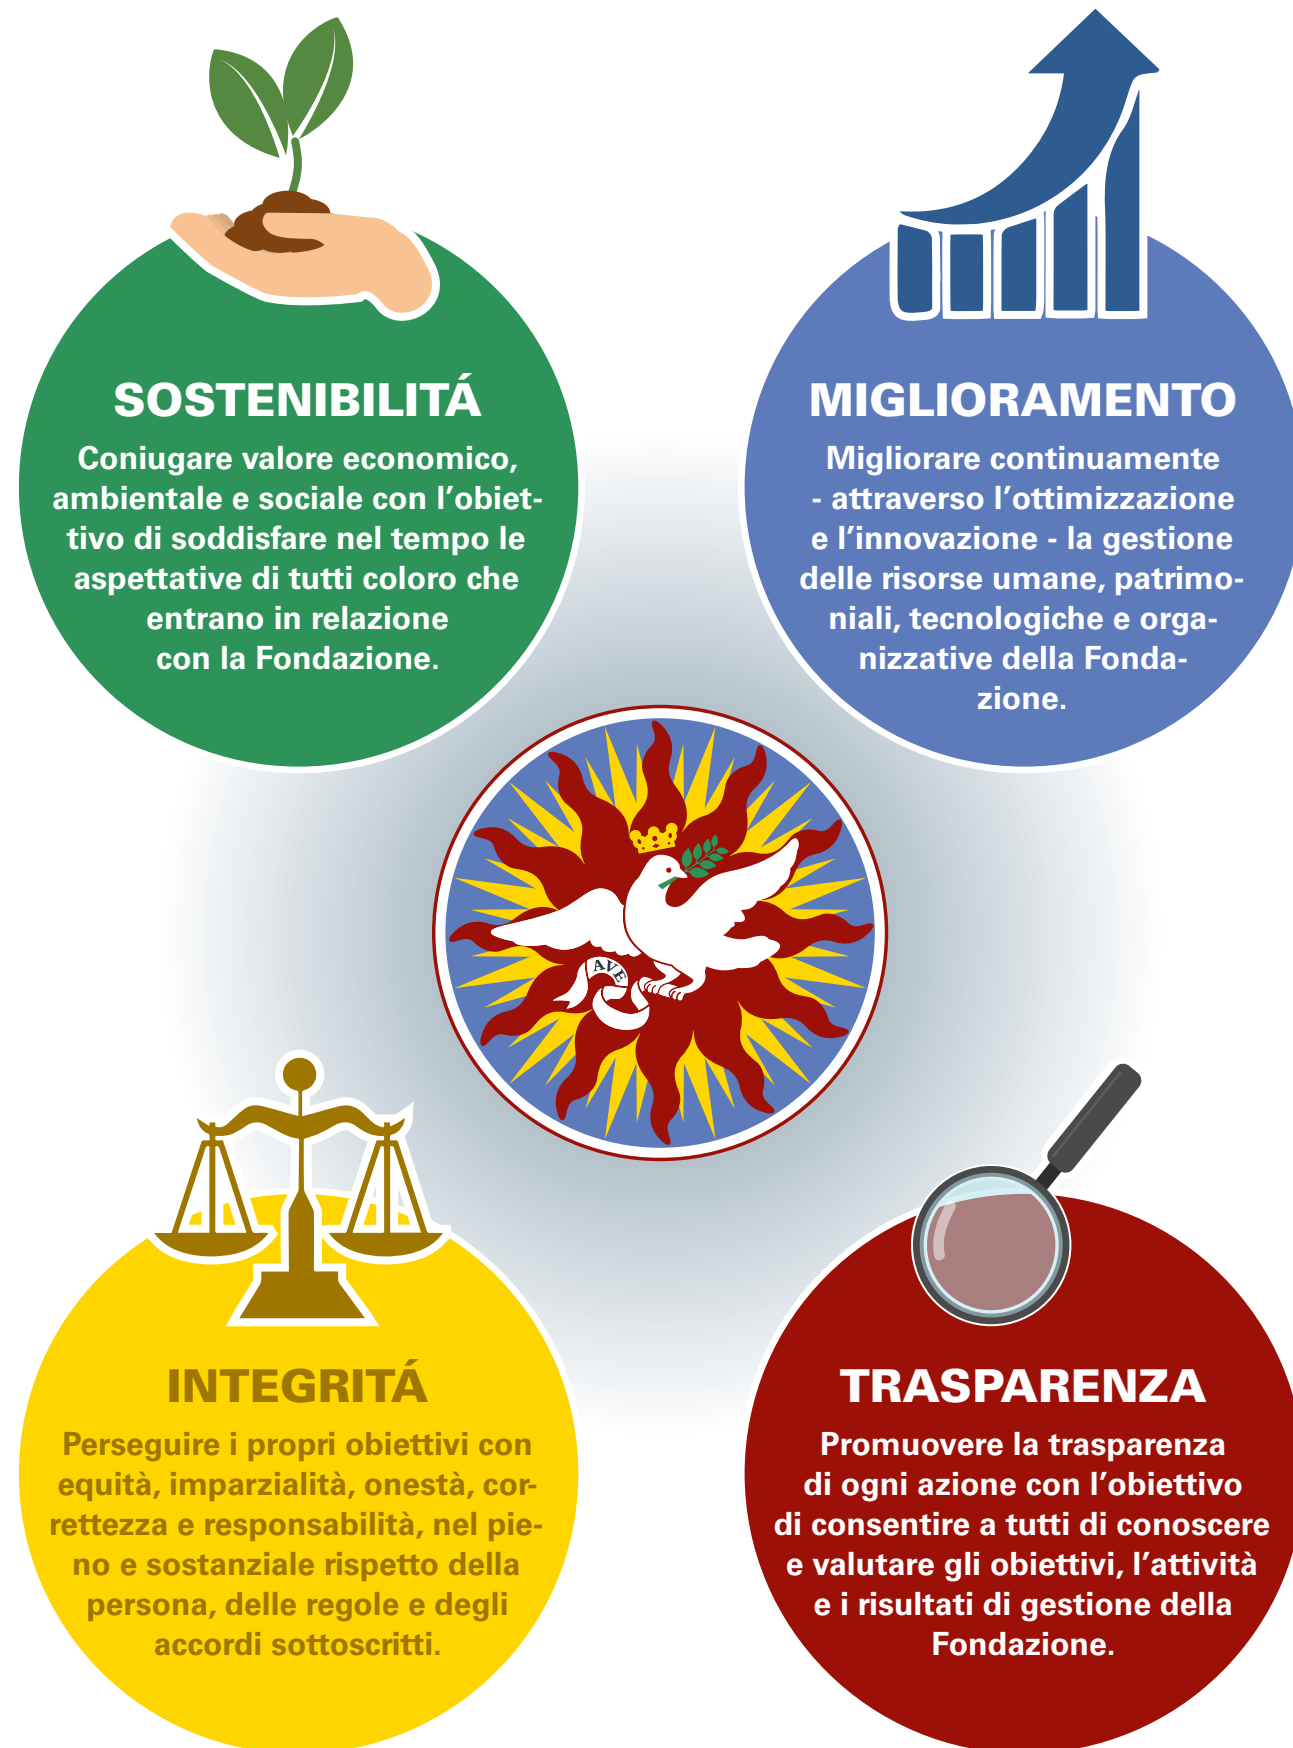 SOSTENIBILITÁ
Coniugare valore economico,
ambientale e sociale con l’obiet-
tivo di soddisfare nel tempo le
aspettative di tutti coloro che
entrano in relazione
con la Fondazione.
MIGLIORAMENTO
Migliorare continuamente
- attraverso l’ottimizzazione
e l’innovazione - la gestione
delle risorse umane, patrimo-
niali, tecnologiche e orga-
nizzative della Fonda-
zione.
AVE
INTEGRITÁ
Perseguire i propri obiettivi con
equità, imparzialità, onestà, cor-
rettezza e responsabilità, nel pie-
no e sostanziale rispetto della
persona, delle regole e degli
accordi sottoscritti.
TRASPARENZA
Promuovere la trasparenza
di ogni azione con l’obiettivo
di consentire a tutti di conoscere
e valutare gli obiettivi, l’attività
e i risultati di gestione della
Fondazione.